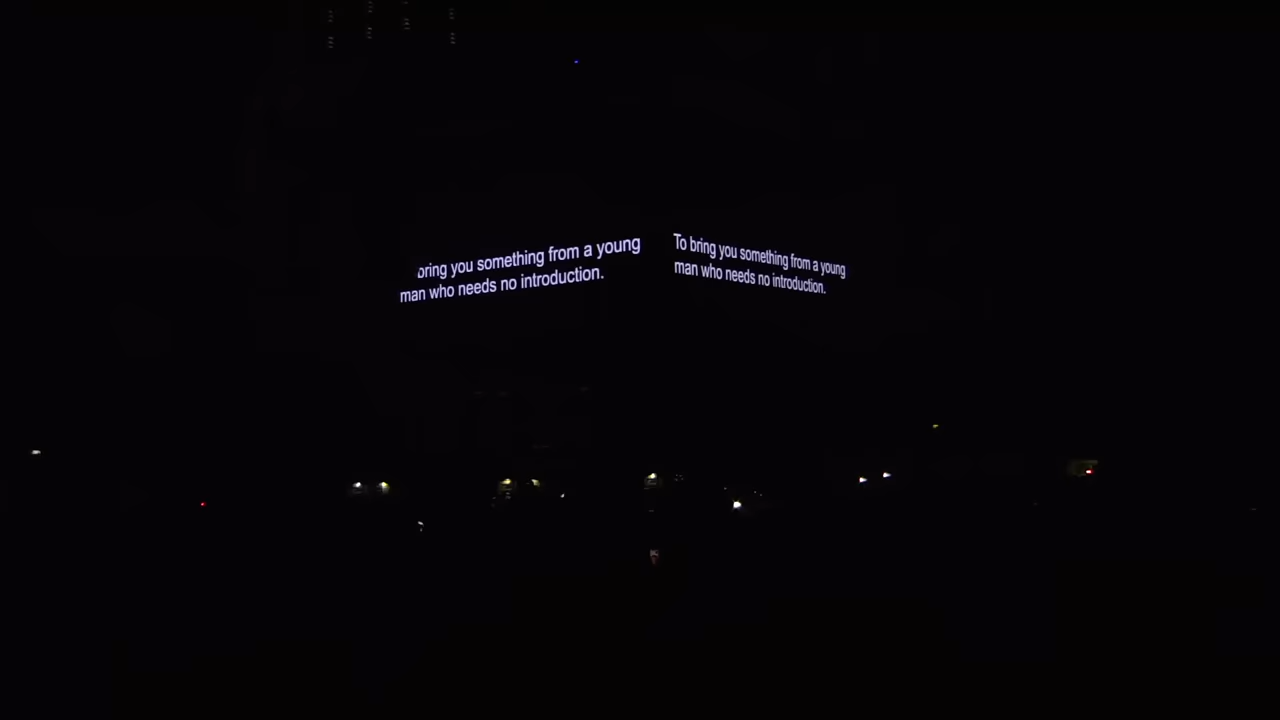 bring you something from a young
man who needs no introduction.
To bring you something from a young
man who needs no introduction.